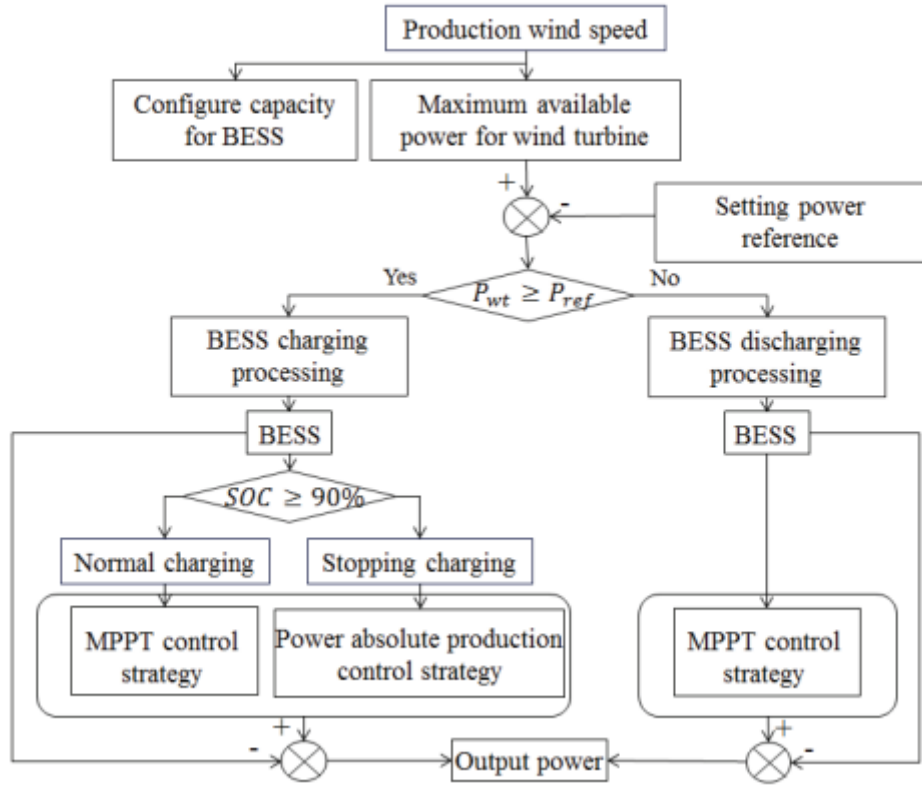 Production wind speed
Configure capacity
for BESS
Maximum available
power for wind turbine
+
-
Setting power
reference
Yes
P_wt ≥ P_ref
No
BESS charging
processing
BESS discharging
processing
BESS
BESS
SOC ≥ 90%
Normal charging
Stopping charging
MPPT control
strategy
Power absolute production
control strategy
MPPT control
strategy
+
-
+
-
Output power